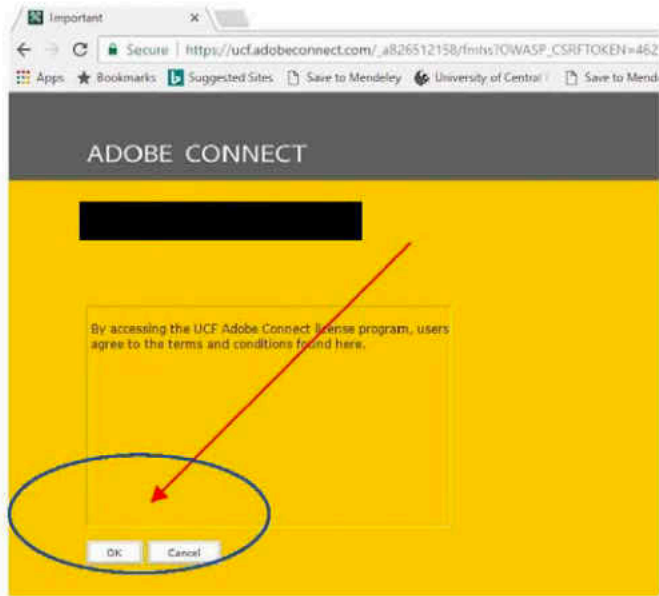 Important
Secure | https://ucf.adobeconnect.com/_a826512158/fmhs?OWASP_CSRFTOKEN=462
Apps Bookmarks Suggested Sites Save to Mendeley University of Central Save to Mend
ADOBE CONNECT
By accessing the UCF Adobe Connect license program, users
agree to the terms and conditions found here.
OK Cancel